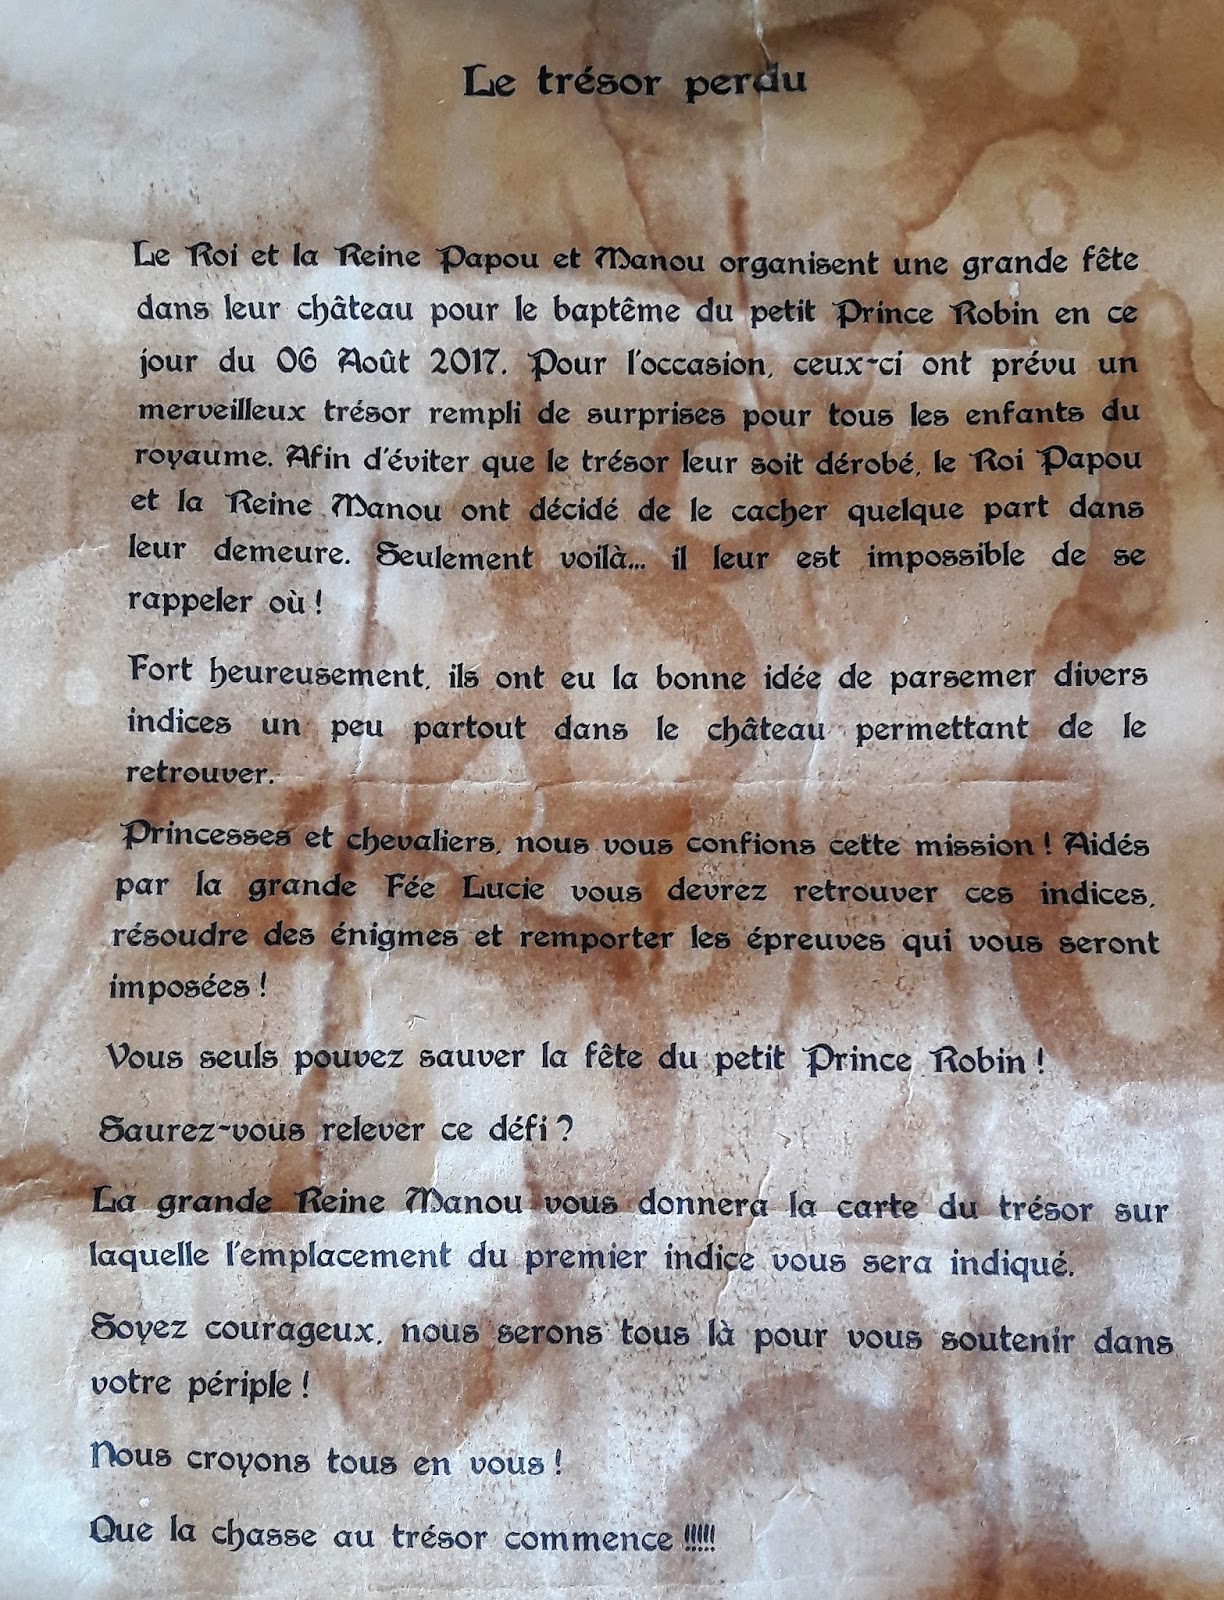 Le trésor perdu
Le Roi et la Reine Papou et Manou organisent une grande fête
dans leur château pour le baptême du petit Prince Robin en ce
jour du 06 Août 2017. Pour l'occasion, ceux-ci ont prévu un
merveilleux trésor rempli de surprises pour tous les enfants du
royaume. Afin d'éviter que le trésor leur soit dérobé, le Roi Papou
et la Reine Manou ont décidé de le cacher quelque part dans
leur demeure. Seulement voilà... il leur est impossible de se
rappeler où !
Fort heureusement, ils ont eu la bonne idée de parsemer divers
indices un peu partout dans le château permettant de le
retrouver.
Princesses et chevaliers, nous vous confions cette mission ! Aidés
par la grande Fée Lucie vous devrez retrouver ces indices,
résoudre des énigmes et remporter les épreuves qui vous seront
imposées !
Vous seuls pouvez sauver la fête du petit Prince Robin !
Saurez-vous relever ce défi ?
La grande Reine Manou vous donnera la carte du trésor sur
laquelle l'emplacement du premier indice vous sera indiqué.
Soyez courageux, nous serons tous là pour vous soutenir dans
votre périple !
Nous croyons tous en vous !
Que la chasse au trésor commence !!!!!